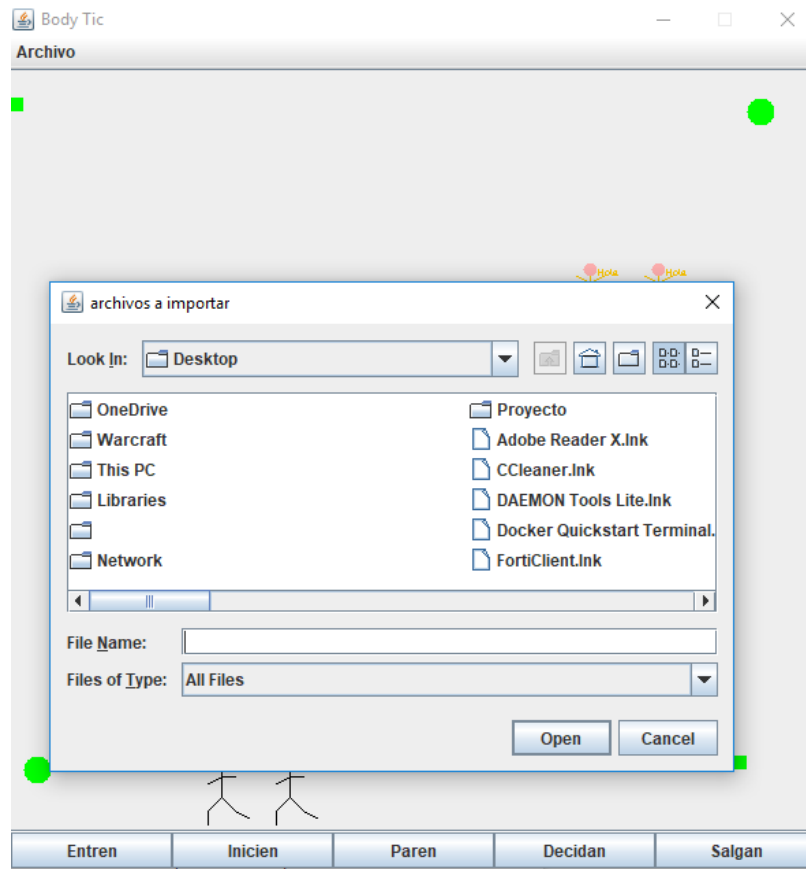 Body Tic
Archivo
Hola Hola
archivos a importar
Look In: Desktop
OneDrive Proyecto
Warcraft Adobe Reader X.lnk
This PC CCleaner.lnk
Libraries DAEMON Tools Lite.lnk
Docker Quickstart Terminal.
Network FortiClient.lnk
File Name:
Files of Type: All Files
Open Cancel
Entren Inicien Paren Decidan Salgan